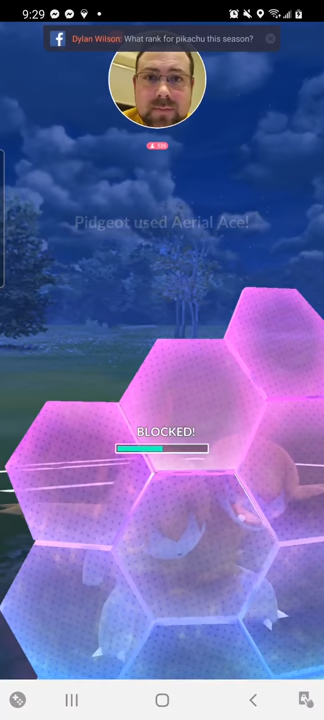 9:29
Dylan Wilson: What rank for pikachu this season?
Pidgeot used Aerial Ace!
BLOCKED!